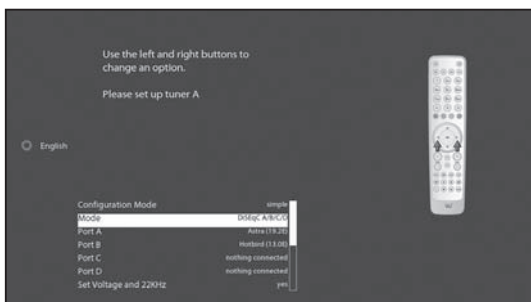 Use the left and right buttons to
change an option.
Please set up tuner A
English
Configuration Mode simple
Mode DiSEqC A/B/C/D
Port A Astra (19.2E)
Port B Hotbird (13.0E)
Port C nothing connected
Port D nothing connected
Set Voltage and 22KHz yes